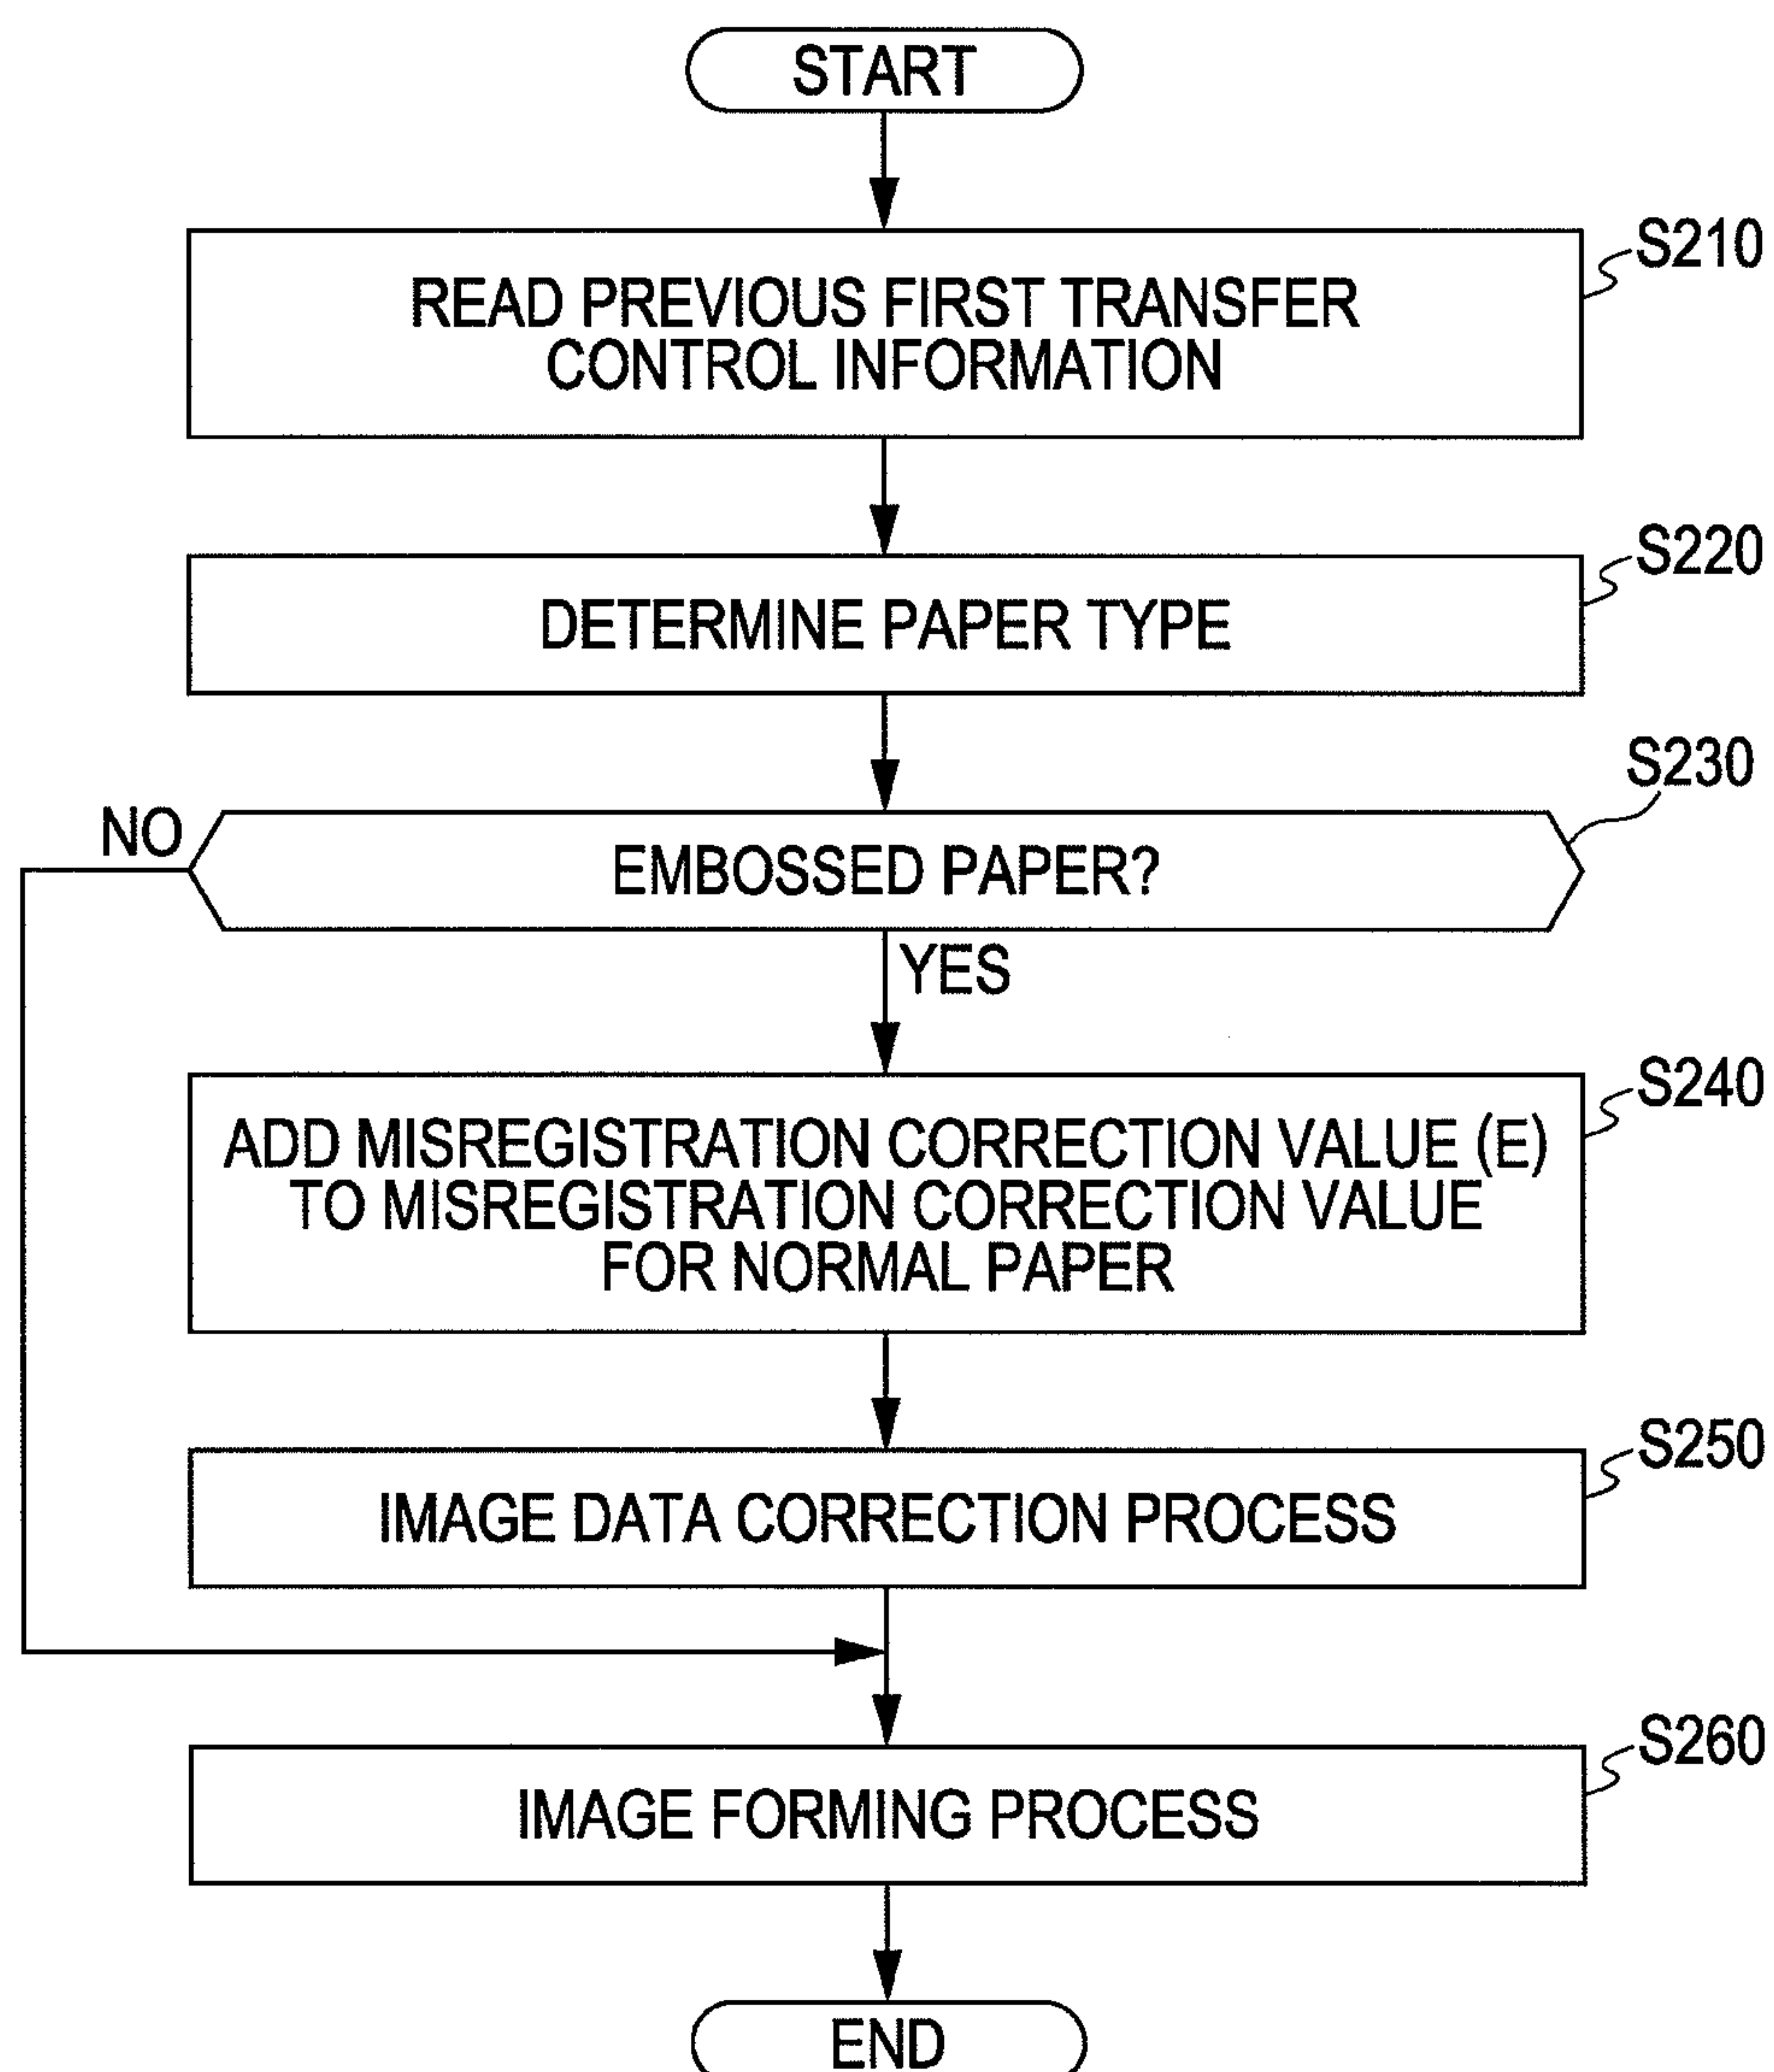 START
S210
READ PREVIOUS FIRST TRANSFER
CONTROL INFORMATION
S220
DETERMINE PAPER TYPE
S230
NO
EMBOSSED PAPER?
YES
S240
ADD MISREGISTRATION CORRECTION VALUE (E)
TO MISREGISTRATION CORRECTION VALUE
FOR NORMAL PAPER
S250
IMAGE DATA CORRECTION PROCESS
S260
IMAGE FORMING PROCESS
END